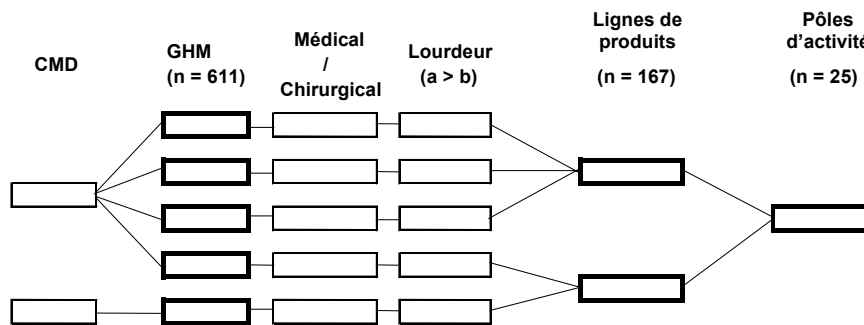 CMD
GHM
(n = 611)
Médical
/
Chirurgical
Lourdeur
(a > b)
Lignes de
produits
(n = 167)
Pôles
d’activité
(n = 25)